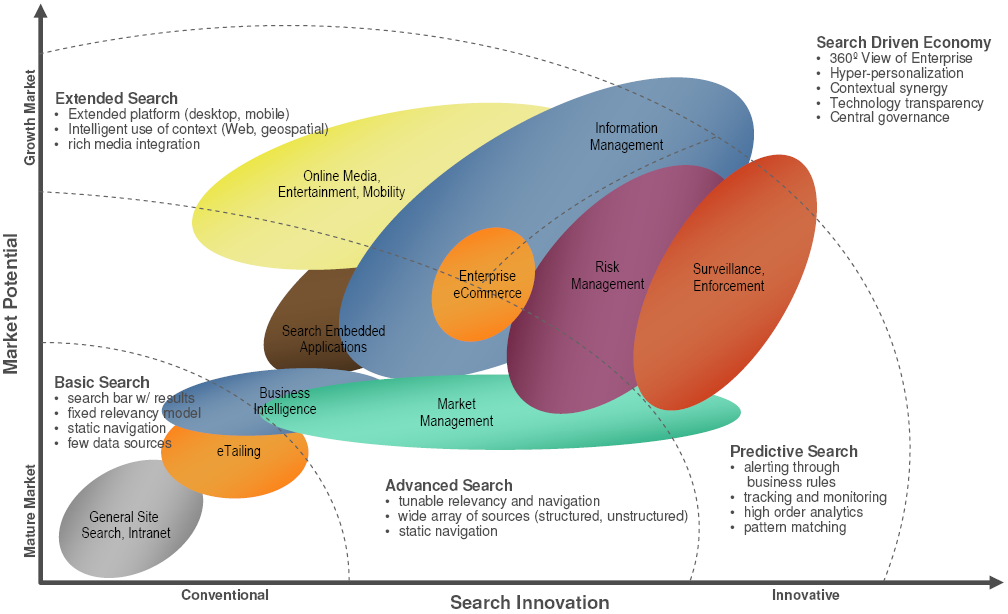 Search Driven Economy
• 360º View of Enterprise
• Hyper-personalization
• Contextual synergy
• Technology transparency
• Central governance
Extended Search
• Extended platform (desktop, mobile)
• Intelligent use of context (Web, geospatial)
• rich media integration
Growth Market
Market Potential
Mature Market
Information
Management
Online Media,
Entertainment, Mobility
Enterprise
eCommerce
Risk
Management
Surveillance,
Enforcement
Search Embedded
Applications
Basic Search
• search bar w/ results
• fixed relevancy model
• static navigation
• few data sources
Business
Intelligence
Market
Management
eTailing
General Site
Search, Intranet
Advanced Search
• tunable relevancy and navigation
• wide array of sources (structured, unstructured)
• static navigation
Predictive Search
• alerting through
business rules
• tracking and monitoring
• high order analytics
• pattern matching
Conventional
Search Innovation
Innovative